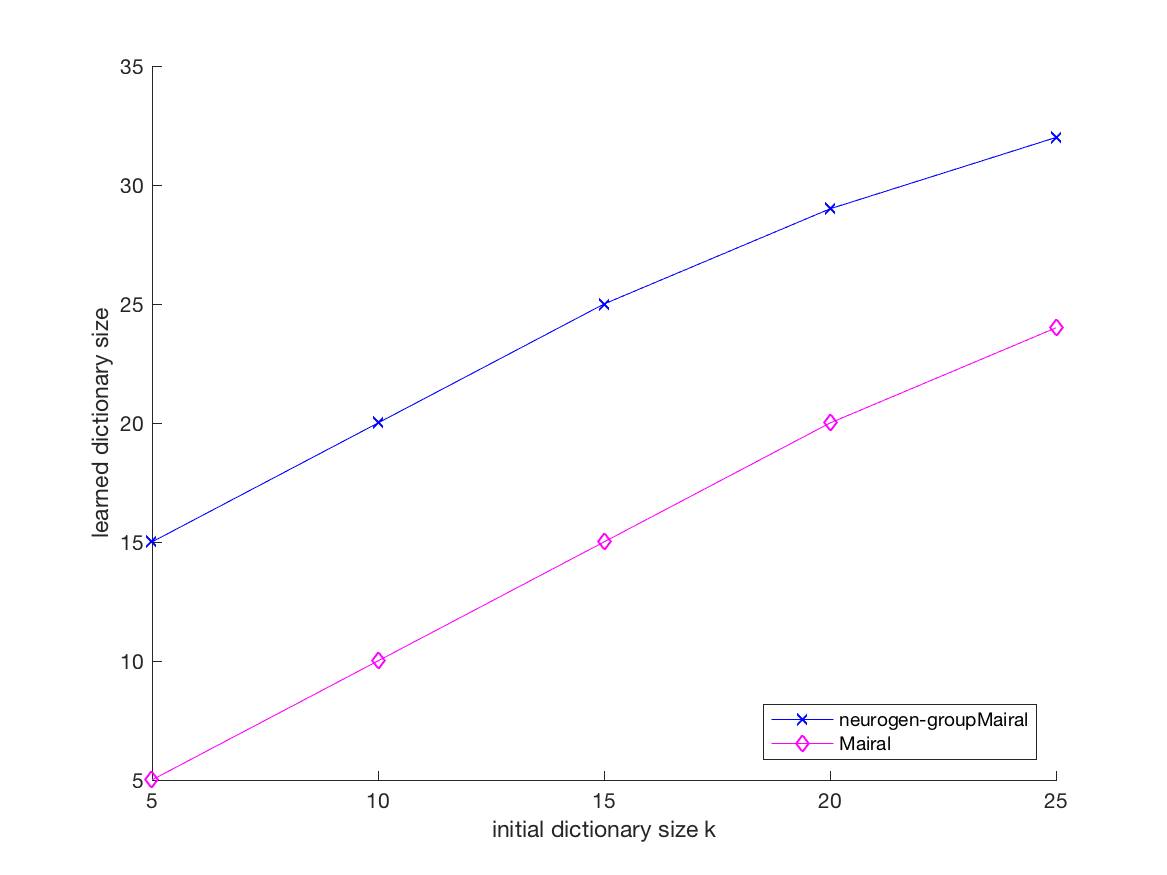 35
30
25
20
15
10
5
learned dictionary size
5 10 15 20 25
initial dictionary size k
neurogen-groupMairal
Mairal